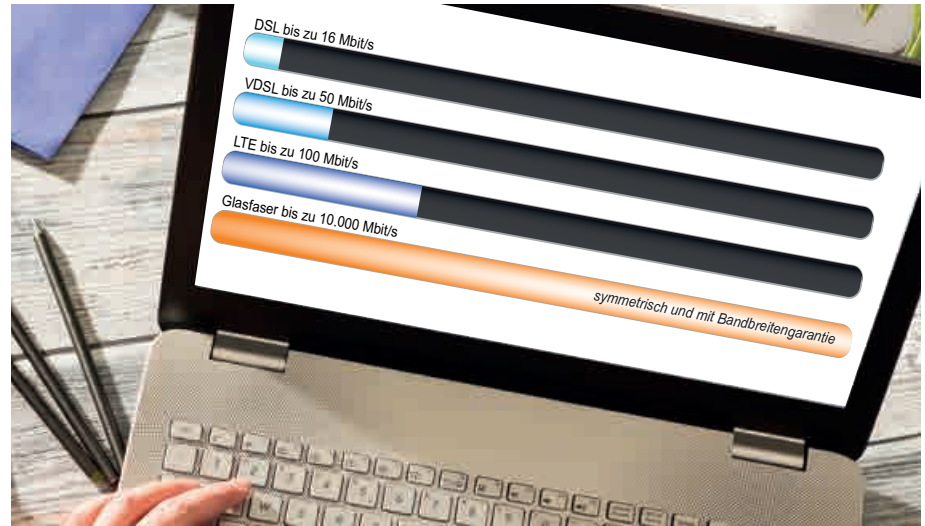 DSL bis zu 16 Mbit/s
VDSL bis zu 50 Mbit/s
LTE bis zu 100 Mbit/s
Glasfaser bis zu 10.000 Mbit/s
symmetrisch und mit Bandbreitengarantie